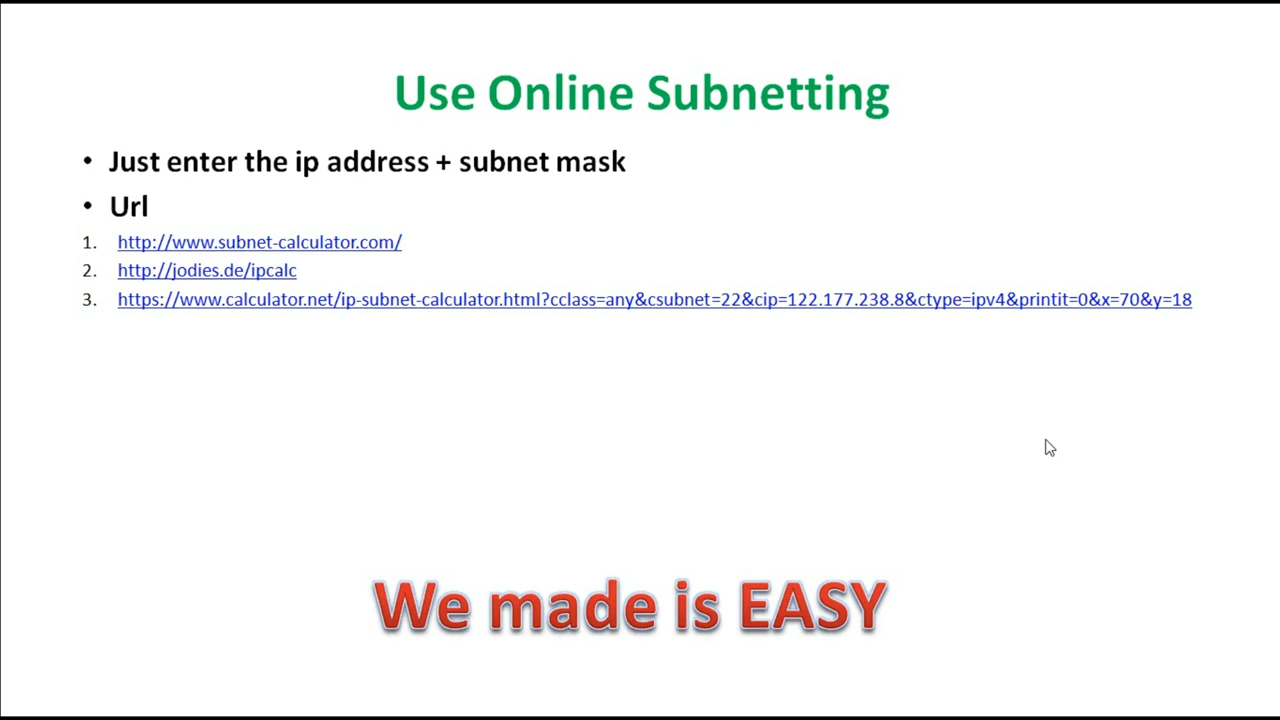 Use Online Subnetting
• Just enter the ip address + subnet mask
• Url
1. http://www.subnet-calculator.com/
2. http://jodies.de/ipcalc
3. https://www.calculator.net/ip-subnet-calculator.html?cclass=any&csubnet=22&cip=122.177.238.8&ctype=ipv4&printit=0&x=70&y=18
We made is EASY